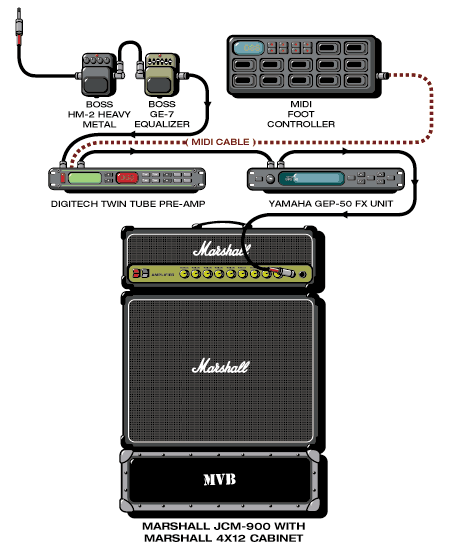 BOSS
HM-2 HEAVY
METAL
BOSS
GE-7
EQUALIZER
MIDI
FOOT
CONTROLLER
( MIDI CABLE )
DIGITECH TWIN TUBE PRE-AMP
YAMAHA GEP-50 FX UNIT
Marshall
AMPLIFIER
Marshall
MVB
MARSHALL JCM-900 WITH
MARSHALL 4X12 CABINET